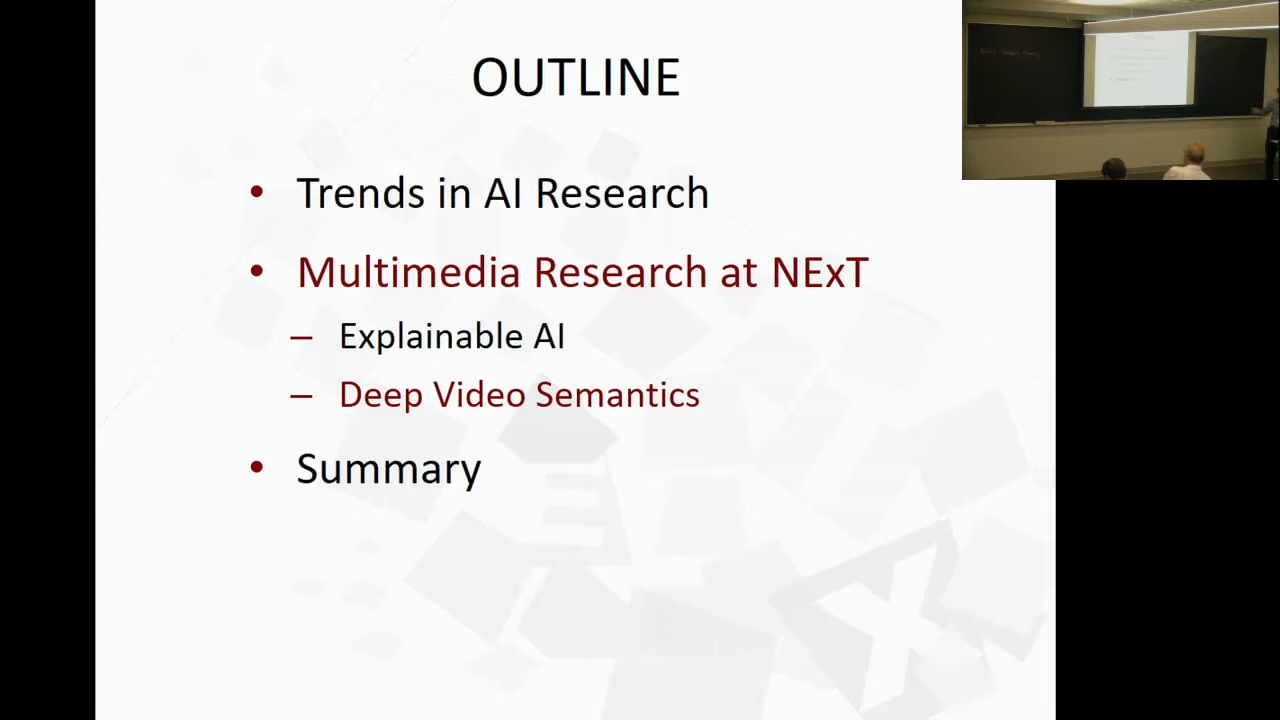 OUTLINE
• Trends in AI Research
• Multimedia Research at NExT
– Explainable AI
– Deep Video Semantics
• Summary